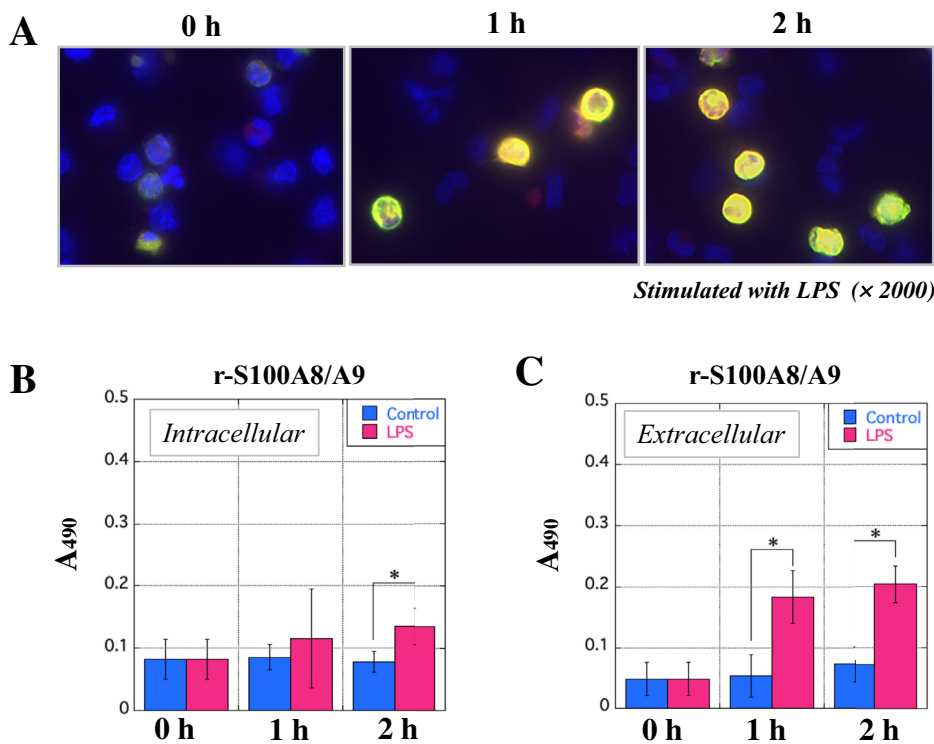 A
0 h
1 h
2 h
Stimulated with LPS (× 2000)
B
r-S100A8/A9
0.5
0.4
0.3
0.2
0.1
0
A490
Intracellular
Control
LPS
*
0 h
1 h
2 h
C
r-S100A8/A9
0.5
0.4
0.3
0.2
0.1
0
A490
Extracellular
Control
LPS
*
*
0 h
1 h
2 h